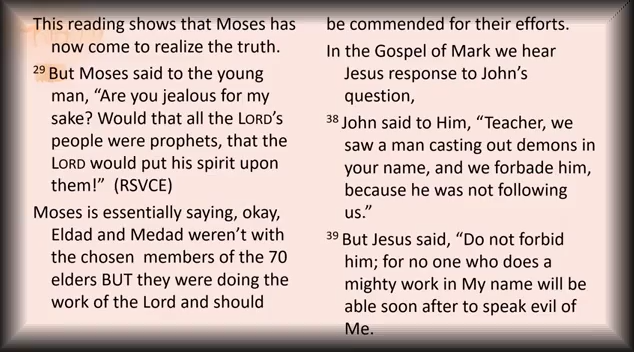 This reading shows that Moses has
now come to realize the truth.
29 But Moses said to the young
man, “Are you jealous for my
sake? Would that all the LORD’s
people were prophets, that the
LORD would put his spirit upon
them!” (RSVCE)
Moses is essentially saying, okay,
Eldad and Medad weren’t with
the chosen members of the 70
elders BUT they were doing the
work of the Lord and should
be commended for their efforts.
In the Gospel of Mark we hear
Jesus response to John’s
question,
38 John said to Him, “Teacher, we
saw a man casting out demons in
your name, and we forbade him,
because he was not following
us.”
39 But Jesus said, “Do not forbid
him; for no one who does a
mighty work in My name will be
able soon after to speak evil of
Me.